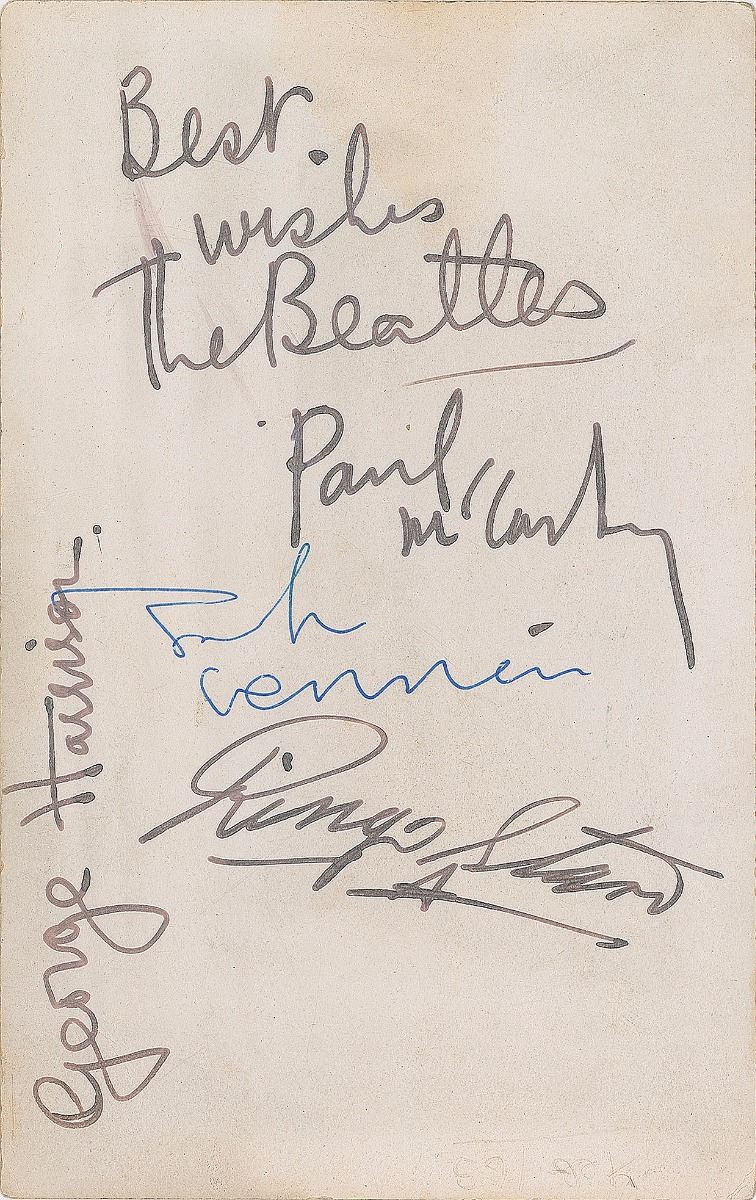 Best
wishes
The Beatles
Paul
McCartney
John
Lennon
Ringo Starr
George Harrison.